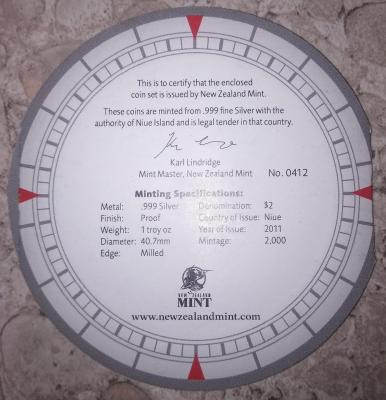 This is to certify that the enclosed
coin set is issued by New Zealand Mint.
These coins are minted from .999 fine Silver with the
authority of Niue Island and is legal tender in that country.
Karl Lindridge
Mint Master, New Zealand Mint No. 0412
Minting Specifications:
Metal: .999 Silver Denomination: $2
Finish: Proof Country of Issue: Niue
Weight: 1 troy oz Year of Issue: 2011
Diameter: 40.7mm Mintage: 2,000
Edge: Milled
NEW ZEALAND
MINT
www.newzealandmint.com